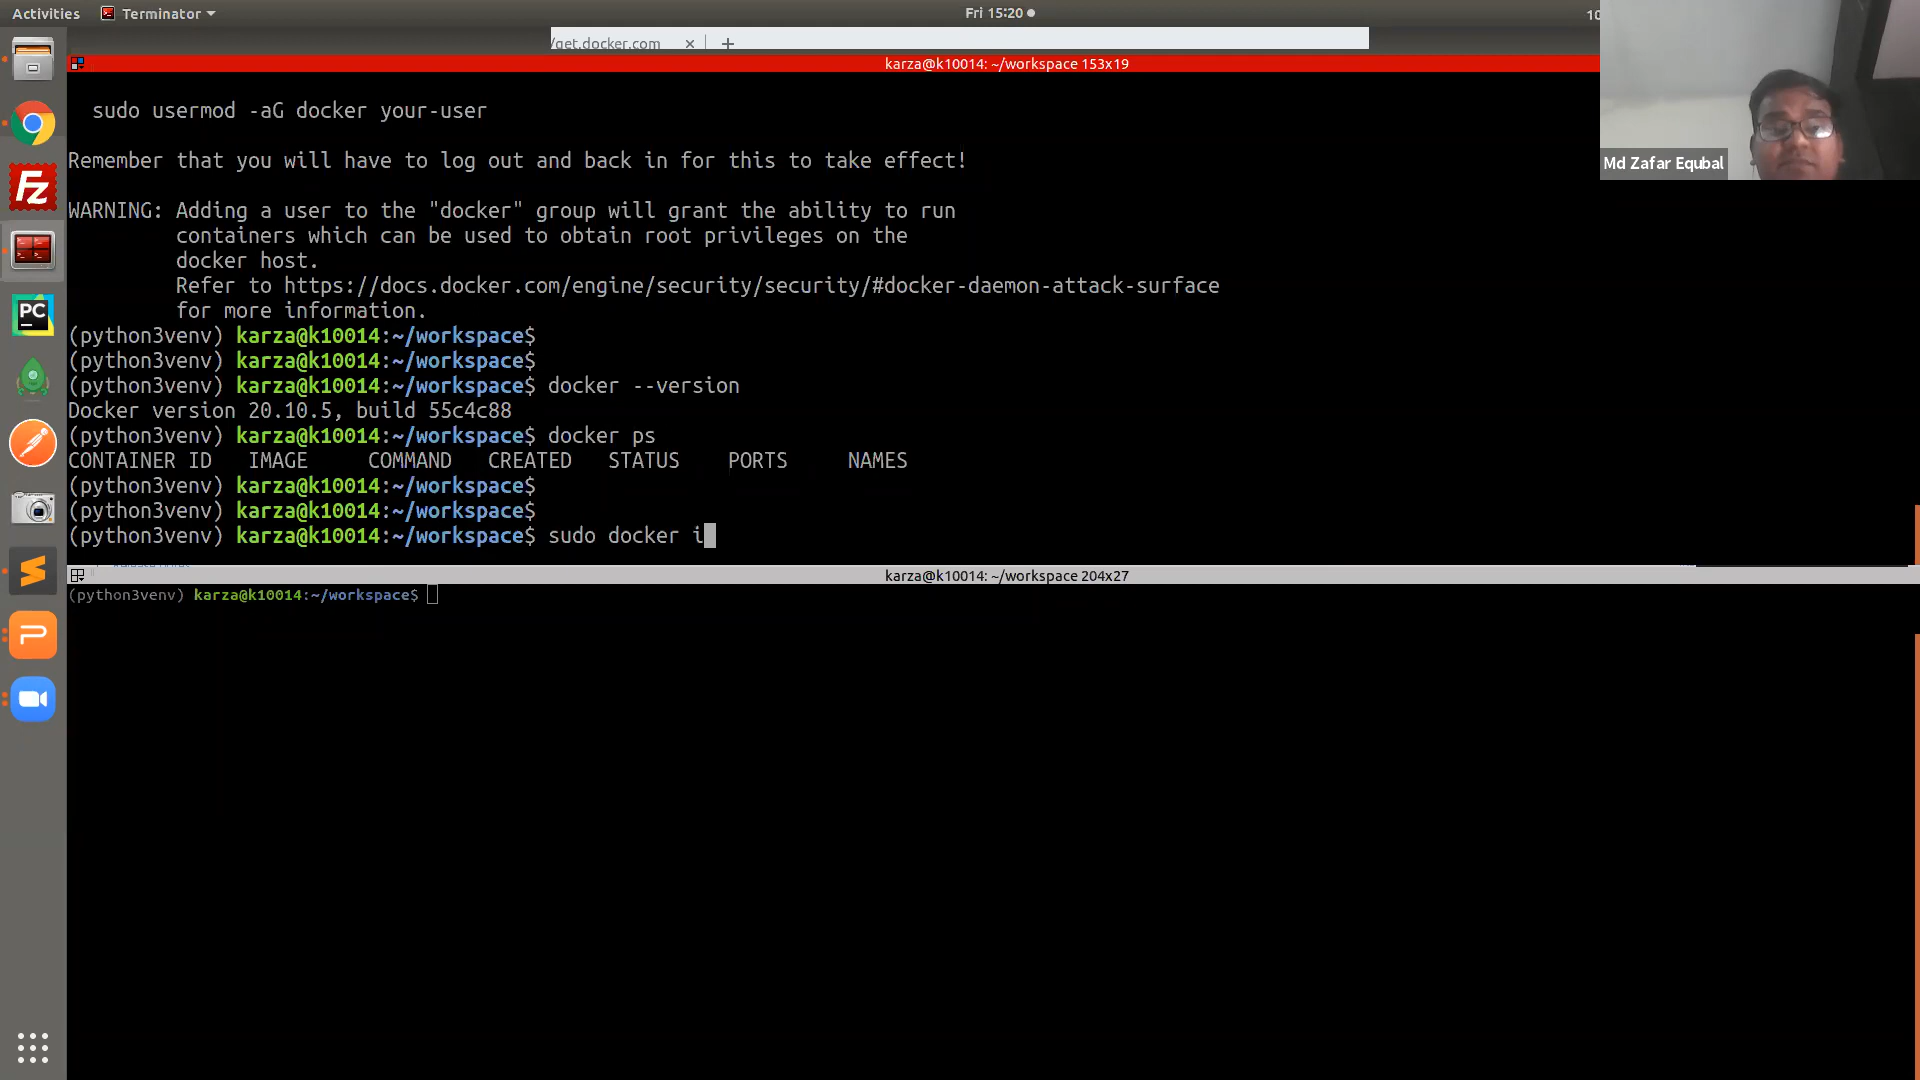 Activities
Terminator
Fri 15:20
10
/get.docker.com
karza@k10014: ~/workspace 153x19
Md Zafar Equbal
sudo usermod -aG docker your-user
Remember that you will have to log out and back in for this to take effect!
WARNING: Adding a user to the "docker" group will grant the ability to run
containers which can be used to obtain root privileges on the
docker host.
Refer to https://docs.docker.com/engine/security/security/#docker-daemon-attack-surface
for more information.
(python3venv) karza@k10014:~/workspace$
(python3venv) karza@k10014:~/workspace$
(python3venv) karza@k10014:~/workspace$ docker --version
Docker version 20.10.5, build 55c4c88
(python3venv) karza@k10014:~/workspace$ docker ps
CONTAINER ID IMAGE COMMAND CREATED STATUS PORTS NAMES
(python3venv) karza@k10014:~/workspace$
(python3venv) karza@k10014:~/workspace$
(python3venv) karza@k10014:~/workspace$ sudo docker i
karza@k10014: ~/workspace 204x27
(python3venv) karza@k10014:~/workspace$